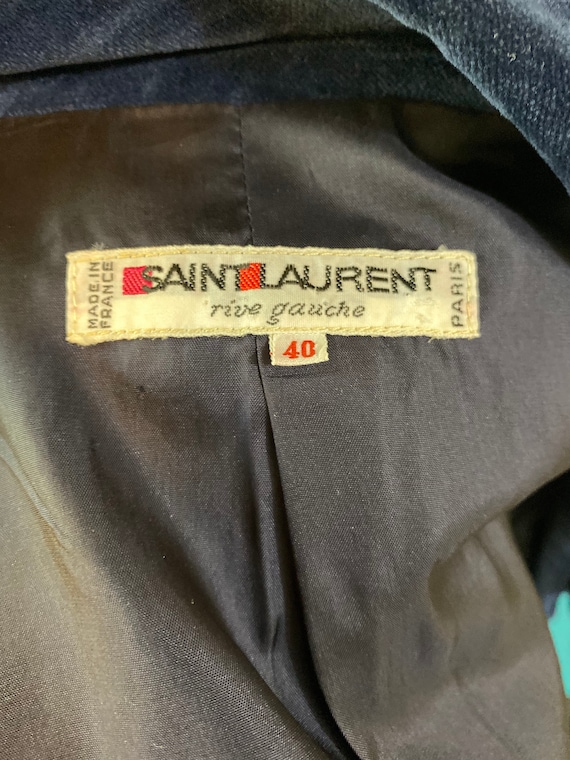 MADE IN
FRANCE
SAINT LAURENT
rive gauche
PARIS
40